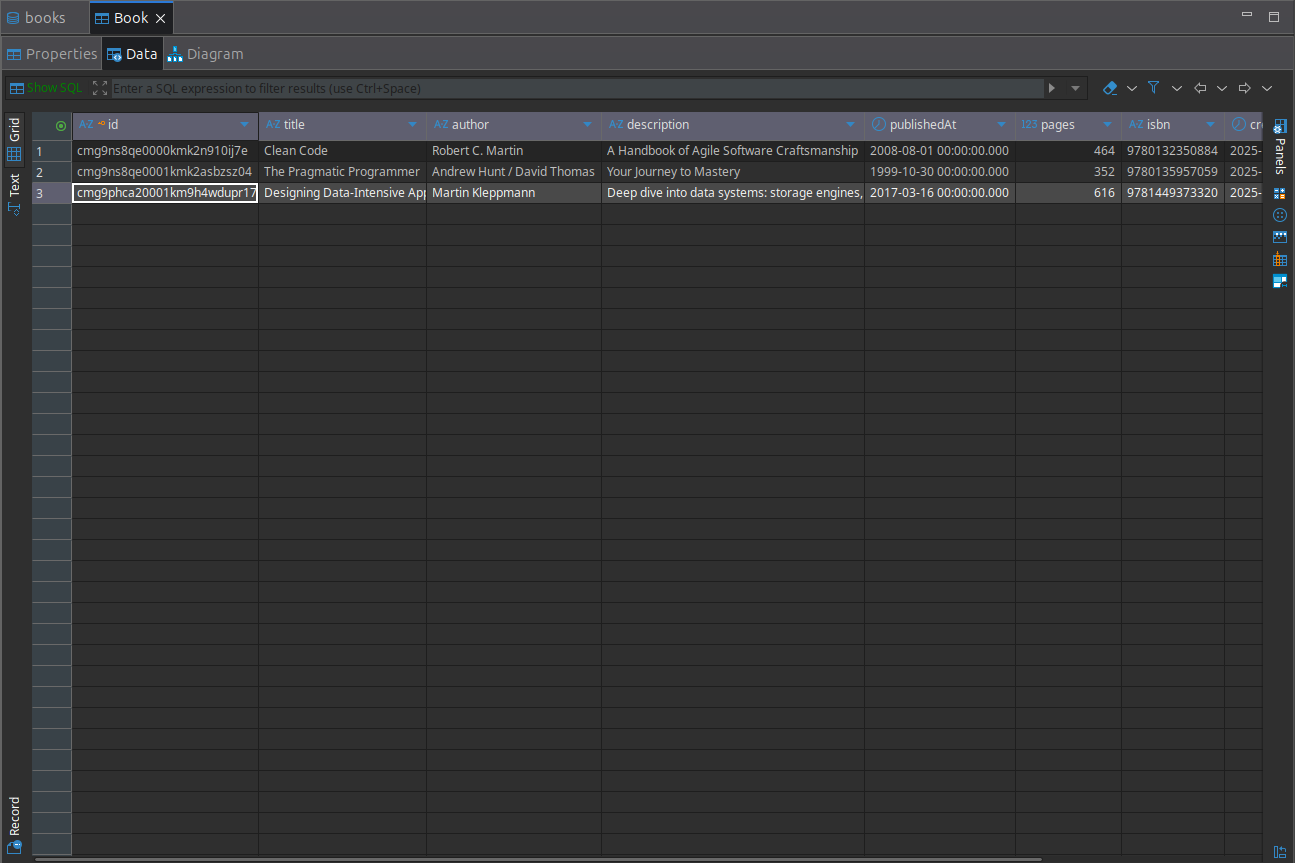 books Book
Properties Data Diagram
Show SQL Enter a SQL expression to filter results (use Ctrl+Space)
Grid
Text
Record
Panels
A-Z id A-Z title A-Z author A-Z description publishedAt 123 pages A-Z isbn cr
1 cmg9ns8qe0000kmk2n910ij7e Clean Code Robert C. Martin A Handbook of Agile Software Craftsmanship 2008-08-01 00:00:00.000 464 9780132350884 2025-
2 cmg9ns8qe0001kmk2asbzsz04 The Pragmatic Programmer Andrew Hunt / David Thomas Your Journey to Mastery 1999-10-30 00:00:00.000 352 9780135957059 2025-
3 cmg9phca20001km9h4wdupr17 Designing Data-Intensive App Martin Kleppmann Deep dive into data systems: storage engines, 2017-03-16 00:00:00.000 616 9781449373320 2025-